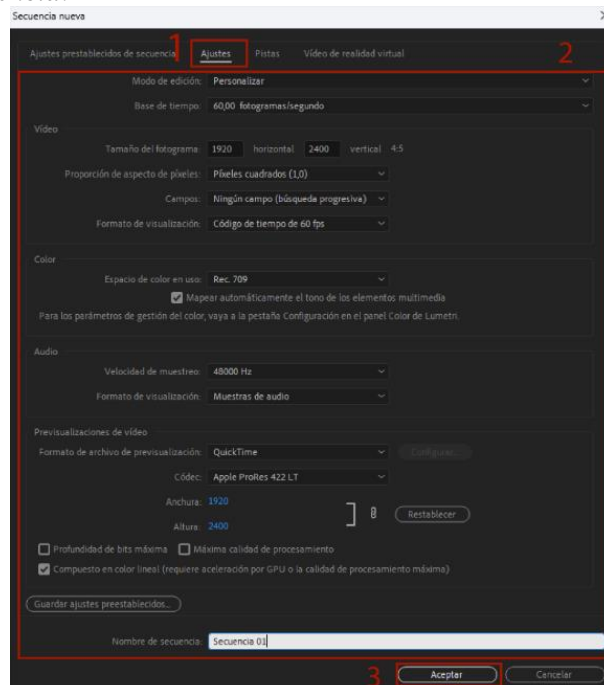 Secuencia nueva
1
2
Ajustes prestablecidos de secuencia Ajustes Pistas Vídeo de realidad virtual
Modo de edición: Personalizar
Base de tiempo: 60,00 fotogramas/segundo
Vídeo
Tamaño del fotograma: 1920 horizontal 2400 vertical 4:5
Proporción de aspecto de píxeles: Píxeles cuadrados (1,0)
Campos: Ningún campo (búsqueda progresiva)
Formato de visualización: Código de tiempo de 60 fps
Color
Espacio de color en uso: Rec. 709
Mapear automáticamente el tono de los elementos multimedia
Para los parámetros de gestión del color, vaya a la pestaña Configuración en el panel Color de Lumetri.
Audio
Velocidad de muestreo: 48000 Hz
Formato de visualización: Muestras de audio
Previsualizaciones de vídeo
Formato de archivo de previsualización: QuickTime Configurar...
Códec: Apple ProRes 422 LT
Anchura: 1920
Altura: 2400
Restablecer
Profundidad de bits máxima Máxima calidad de procesamiento
Compuesto en color lineal (requiere aceleración por GPU o la calidad de procesamiento máxima)
Guardar ajustes preestablecidos...
Nombre de secuencia: Secuencia 01
3 Aceptar Cancelar